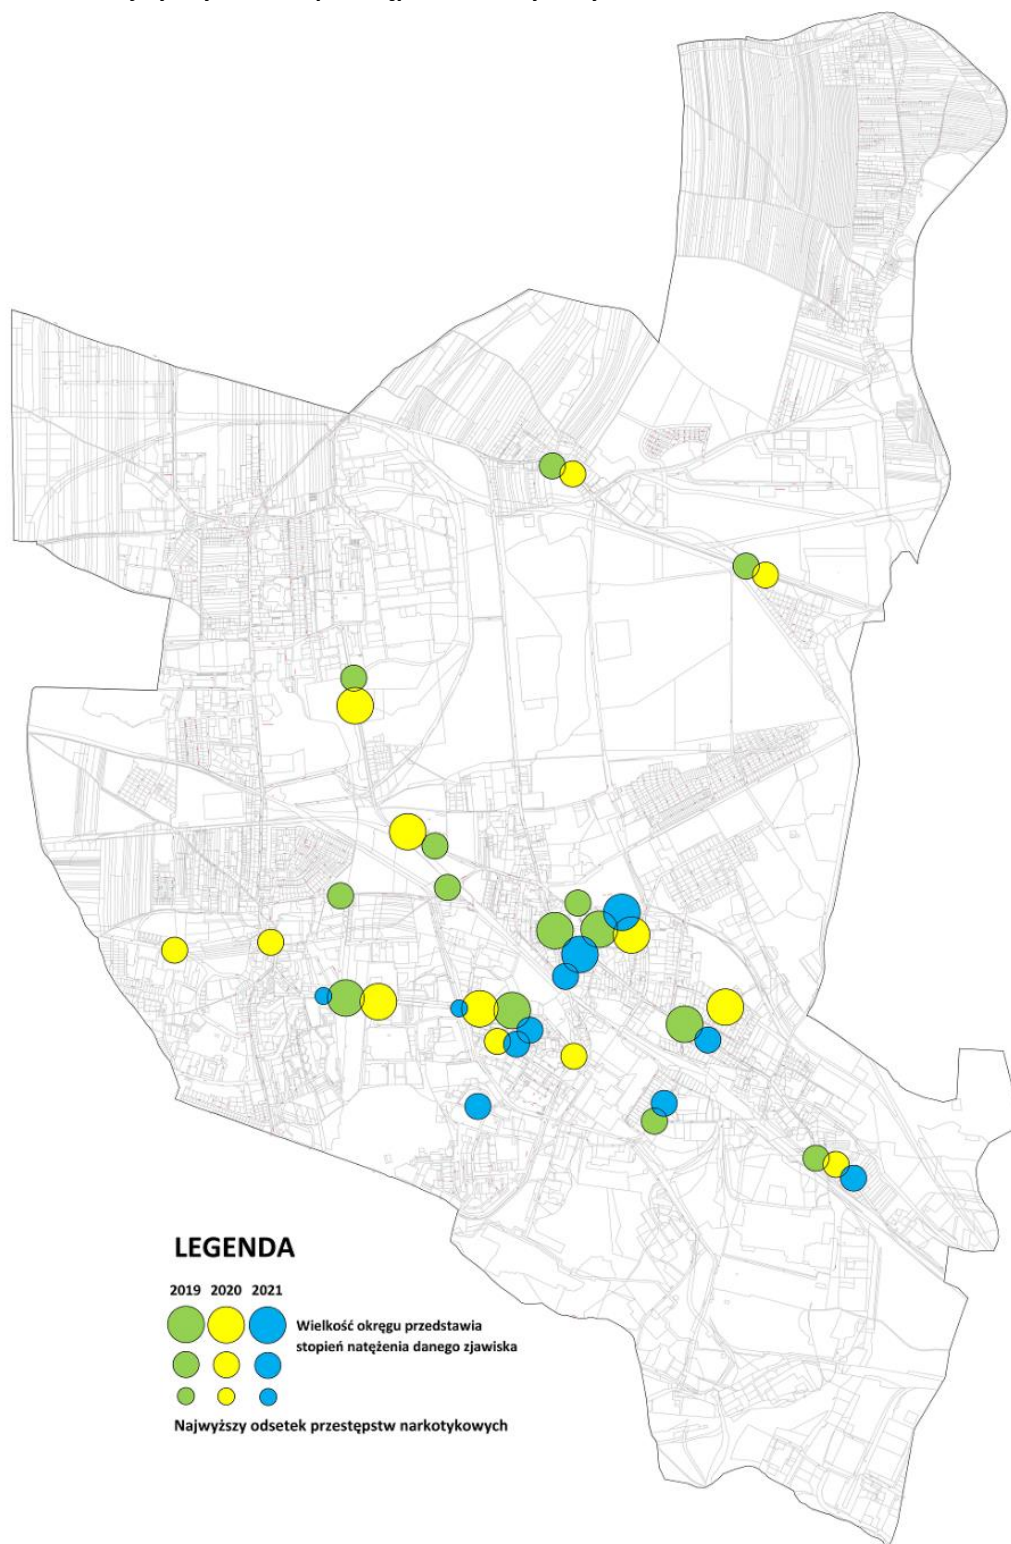 LEGENDA
2019 2020 2021
Wielkość okręgu przedstawia
stopień natężenia danego zjawiska
Najwyższy odsetek przestępstw narkotykowych